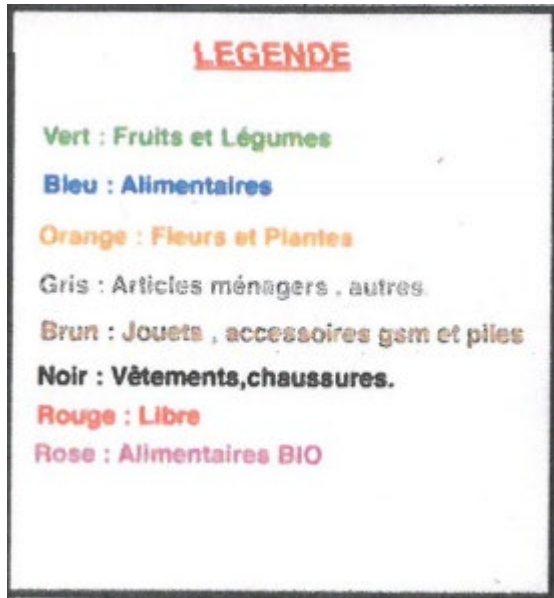 LEGENDE
Vert : Fruits et Légumes
Bleu : Alimentaires
Orange : Fleurs et Plantes
Gris : Articles ménagers , autres.
Brun : Jouets , accessoires gsm et piles
Noir : Vêtements,chaussures.
Rouge : Libre
Rose : Alimentaires BIO